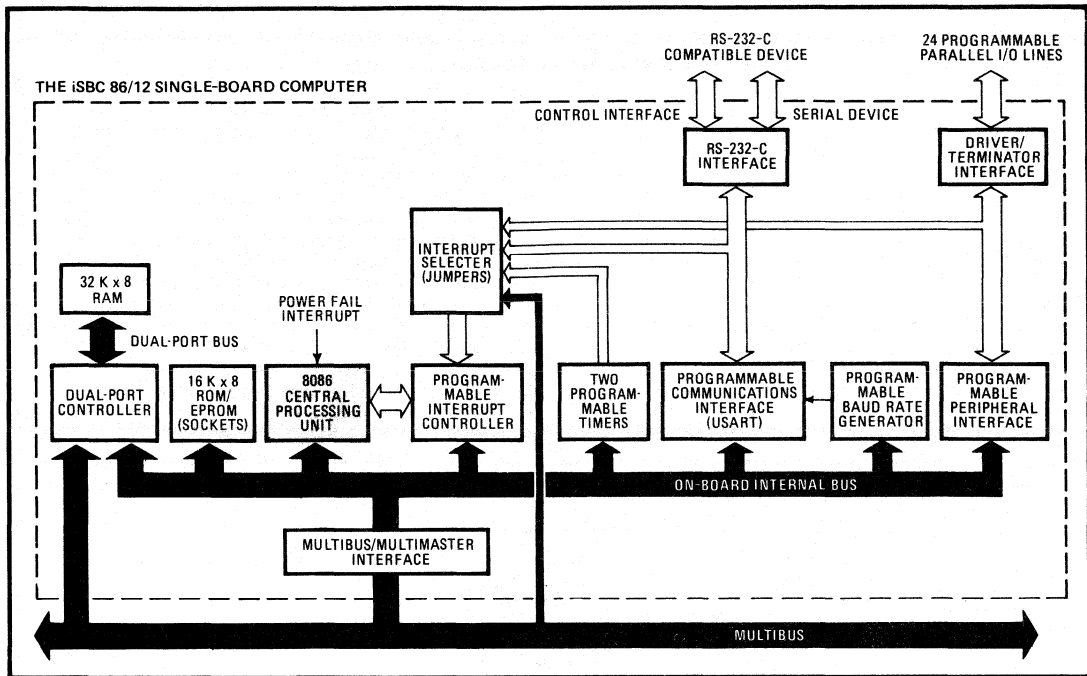 RS-232-C
COMPATIBLE DEVICE
24 PROGRAMMABLE
PARALLEL I/O LINES
THE iSBC 86/12 SINGLE-BOARD COMPUTER
CONTROL INTERFACE
SERIAL DEVICE
RS-232-C
INTERFACE
DRIVER/
TERMINATOR
INTERFACE
INTERRUPT
SELECTER
(JUMPERS)
32 K x 8
RAM
POWER FAIL
INTERRUPT
DUAL-PORT BUS
DUAL-PORT
CONTROLLER
16 K x 8
ROM/
EPROM
(SOCKETS)
8086
CENTRAL
PROCESSING
UNIT
PROGRAM-
MABLE
INTERRUPT
CONTROLLER
TWO
PROGRAM-
MABLE
TIMERS
PROGRAMMABLE
COMMUNICATIONS
INTERFACE
(USART)
PROGRAM-
MABLE
BAUD RATE
GENERATOR
PROGRAM-
MABLE
PERIPHERAL
INTERFACE
ON-BOARD INTERNAL BUS
MULTIBUS/MULTIMASTER
INTERFACE
MULTIBUS